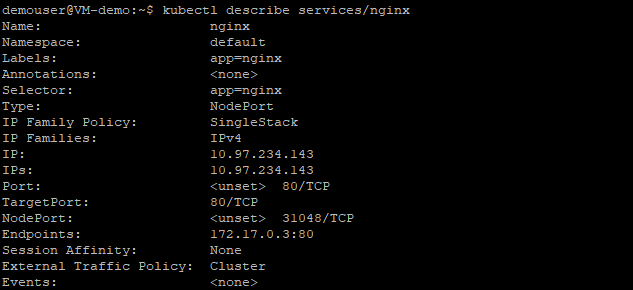 demouser@VM-demo:~$ kubectl describe services/nginx
Name:                     nginx
Namespace:                default
Labels:                   app=nginx
Annotations:              <none>
Selector:                 app=nginx
Type:                     NodePort
IP Family Policy:         SingleStack
IP Families:              IPv4
IP:                       10.97.234.143
IPs:                      10.97.234.143
Port:                     <unset>  80/TCP
TargetPort:               80/TCP
NodePort:                 <unset>  31048/TCP
Endpoints:                172.17.0.3:80
Session Affinity:         None
External Traffic Policy:  Cluster
Events:                   <none>